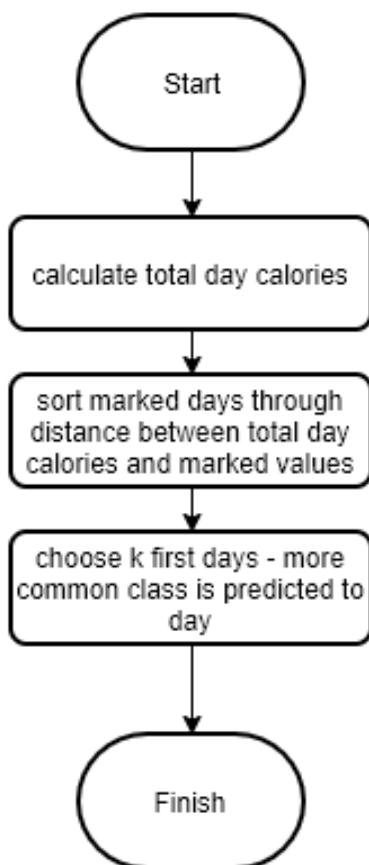 Start
calculate total day calories
sort marked days through
distance between total day
calories and marked values
choose k first days - more
common class is predicted to
day
Finish